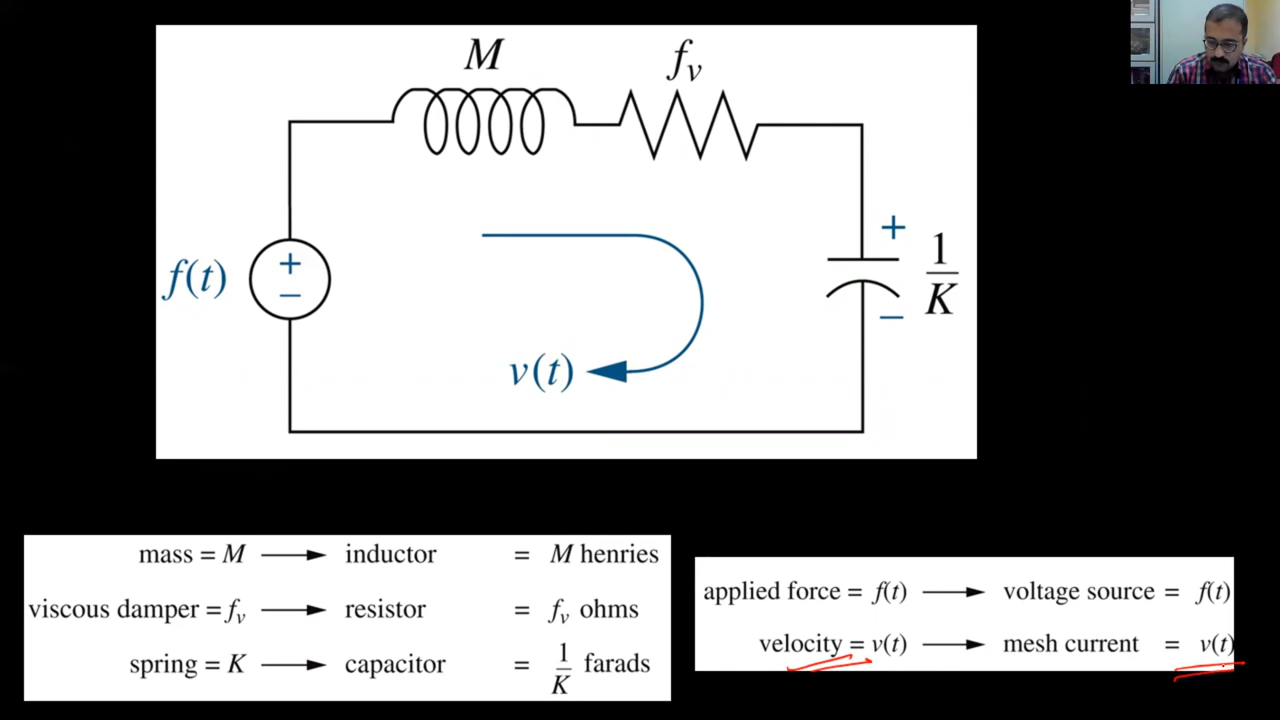 M
f_v
+
f(t)
+
−
1/K
−
v(t)
mass = M → inductor = M henries
viscous damper = f_v → resistor = f_v ohms
spring = K → capacitor = 1/K farads
applied force = f(t) → voltage source = f(t)
velocity = v(t) → mesh current = v(t)